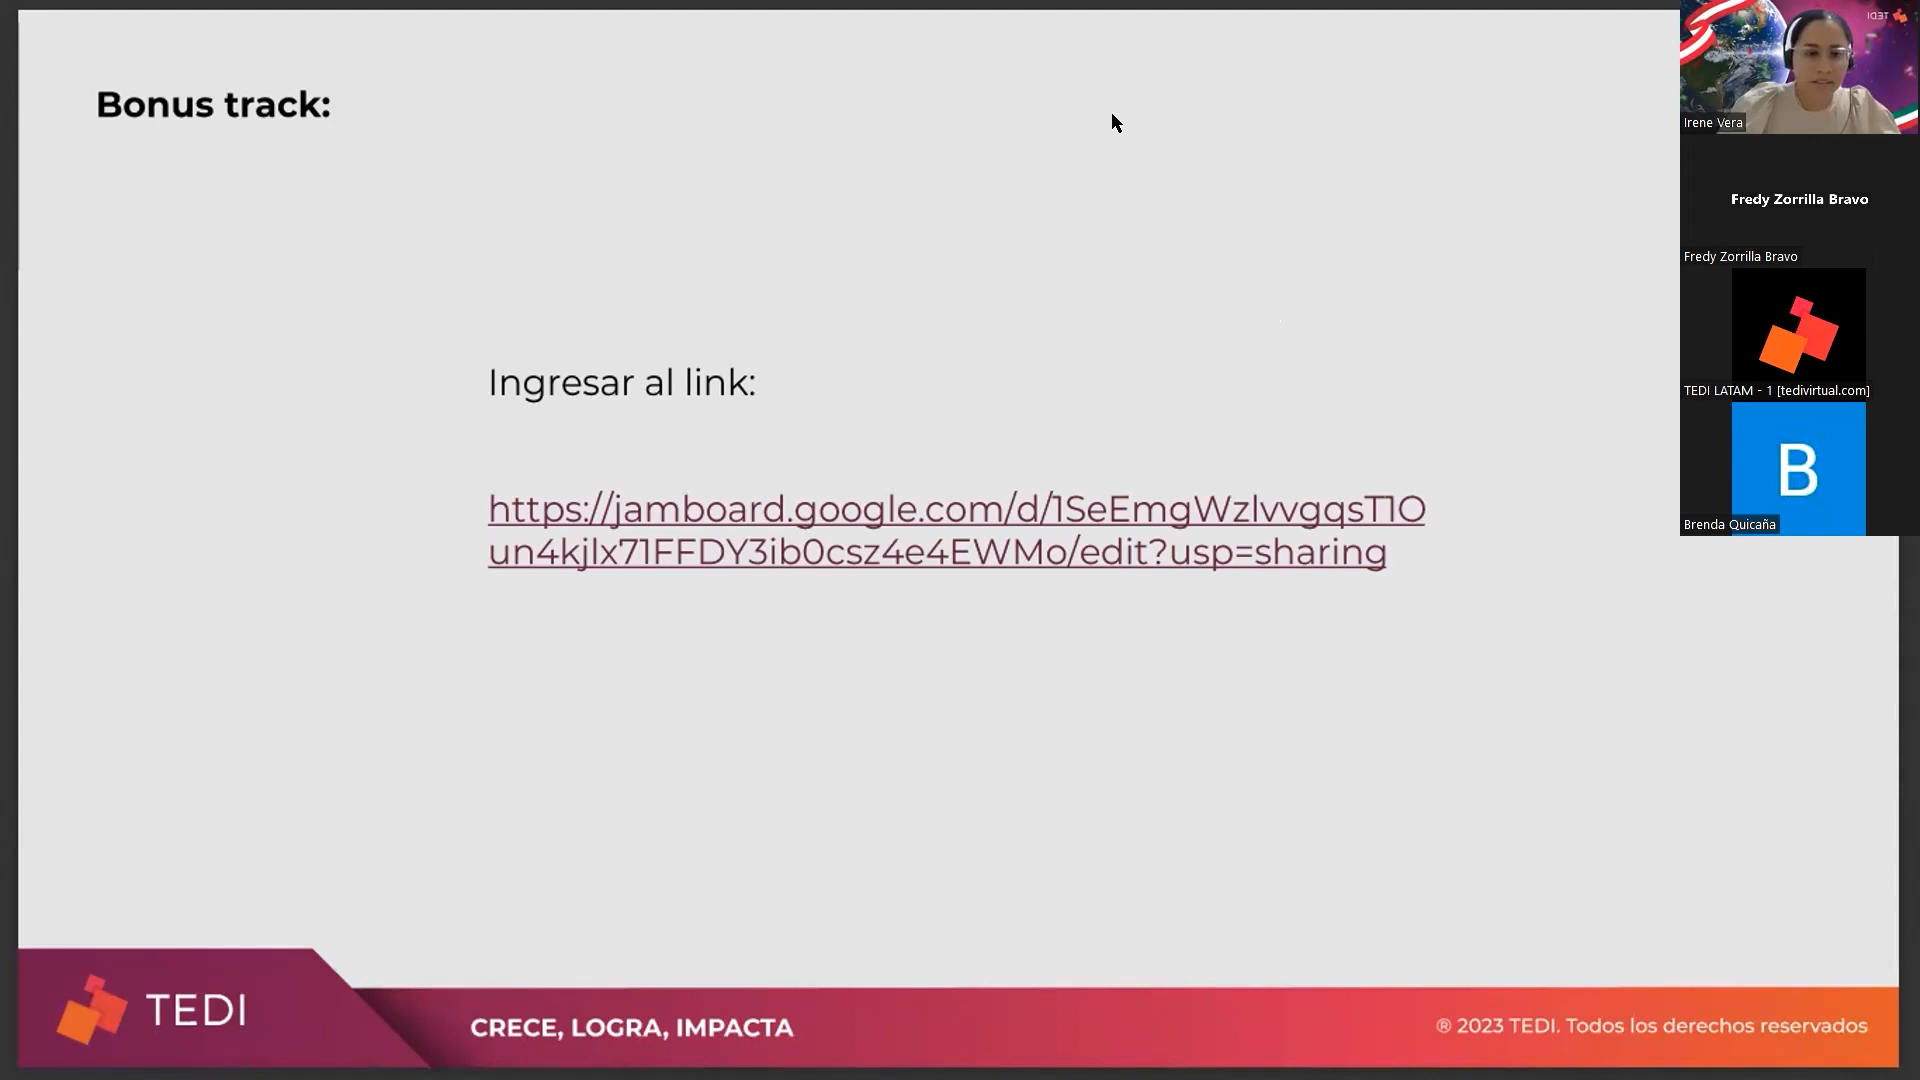 Bonus track:
Ingresar al link:
https://jamboard.google.com/d/1SeEmgWzlvvgqsT1O
un4kjlx71FFDY3ib0csz4e4EWMo/edit?usp=sharing
TEDI
CRECE, LOGRA, IMPACTA
® 2023 TEDI. Todos los derechos reservados
TEDI
Irene Vera
Fredy Zorrilla Bravo
Fredy Zorrilla Bravo
TEDI LATAM - 1 [tedivirtual.com]
B
Brenda Quicaña